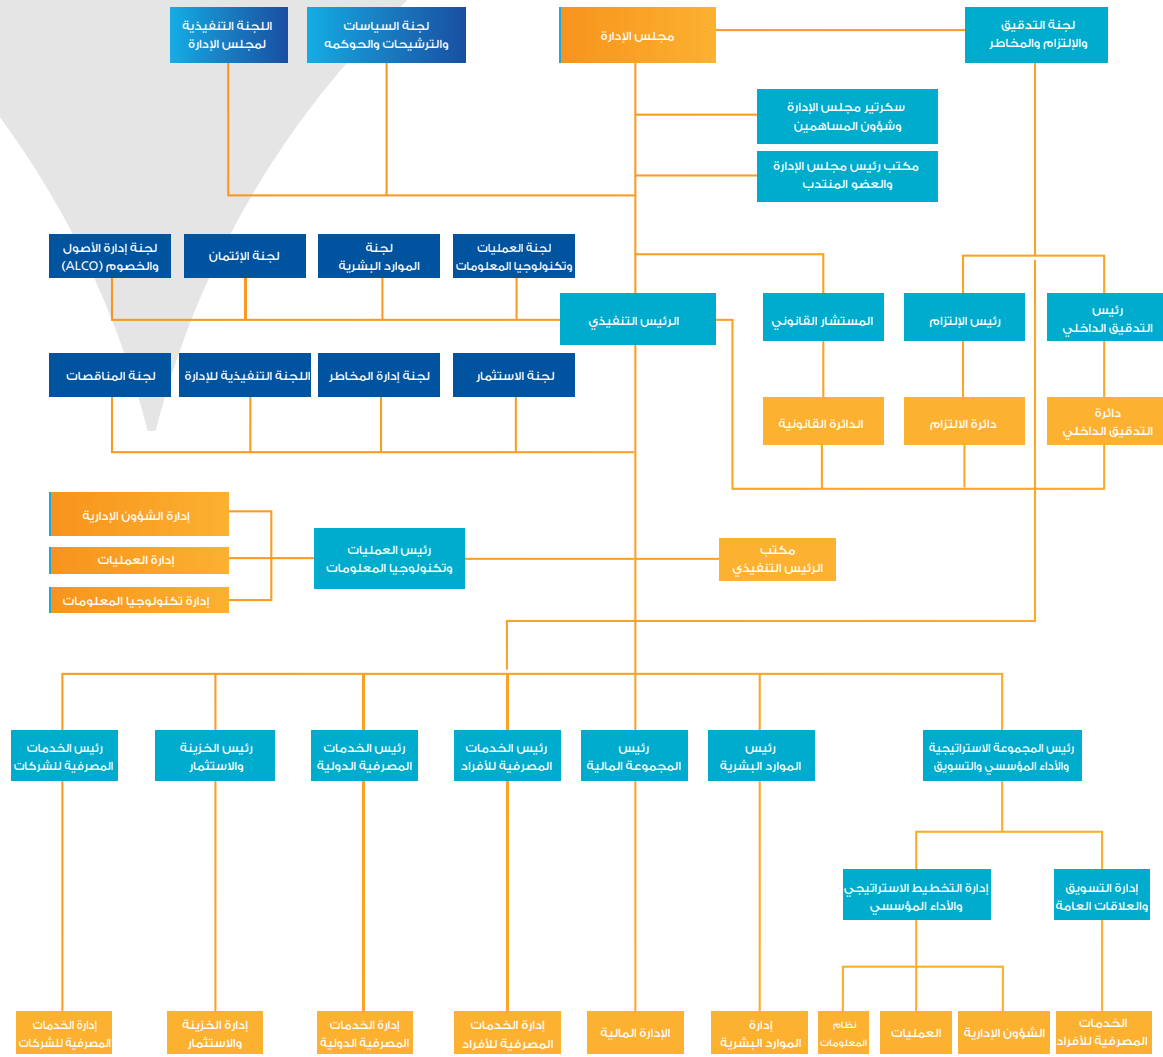 لجنة التدقيق
والإلتزام والمخاطر
مجلس الإدارة
لجنة السياسات
والترشيحات والحوكمه
اللجنة التنفيذية
لمجلس الإدارة
سكرتير مجلس الإدارة
وشؤون المساهمين
مكتب رئيس مجلس الإدارة
والعضو المنتدب
لجنة العمليات
وتكنولوجيا المعلومات
لجنة
الموارد البشرية
لجنة الإئتمان
لجنة إدارة الأصول
والخصوم (ALCO)
رئيس
التدقيق الداخلي
رئيس الإلتزام
المستشار القانوني
الرئيس التنفيذي
لجنة الاستثمار
لجنة إدارة المخاطر
اللجنة التنفيذية للإدارة
لجنة المناقصات
دائرة
التدقيق الداخلي
دائرة الالتزام
الدائرة القانونية
مكتب
الرئيس التنفيذي
رئيس العمليات
وتكنولوجيا المعلومات
إدارة الشؤون الإدارية
إدارة العمليات
إدارة تكنولوجيا المعلومات
رئيس المجموعة الاستراتيجية
والأداء المؤسسي والتسويق
رئيس
الموارد البشرية
رئيس
المجموعة المالية
رئيس الخدمات
المصرفية للأفراد
رئيس الخدمات
المصرفية الدولية
رئيس الخزينة
والاستثمار
رئيس الخدمات
المصرفية للشركات
إدارة التسويق
والعلاقات العامة
إدارة التخطيط الاستراتيجي
والأداء المؤسسي
الخدمات
المصرفية للأفراد
الشؤون الإدارية
العمليات
نظام
المعلومات
إدارة
الموارد البشرية
الإدارة المالية
إدارة الخدمات
المصرفية للأفراد
إدارة الخدمات
المصرفية الدولية
إدارة الخزينة
والاستثمار
إدارة الخدمات
المصرفية للشركات